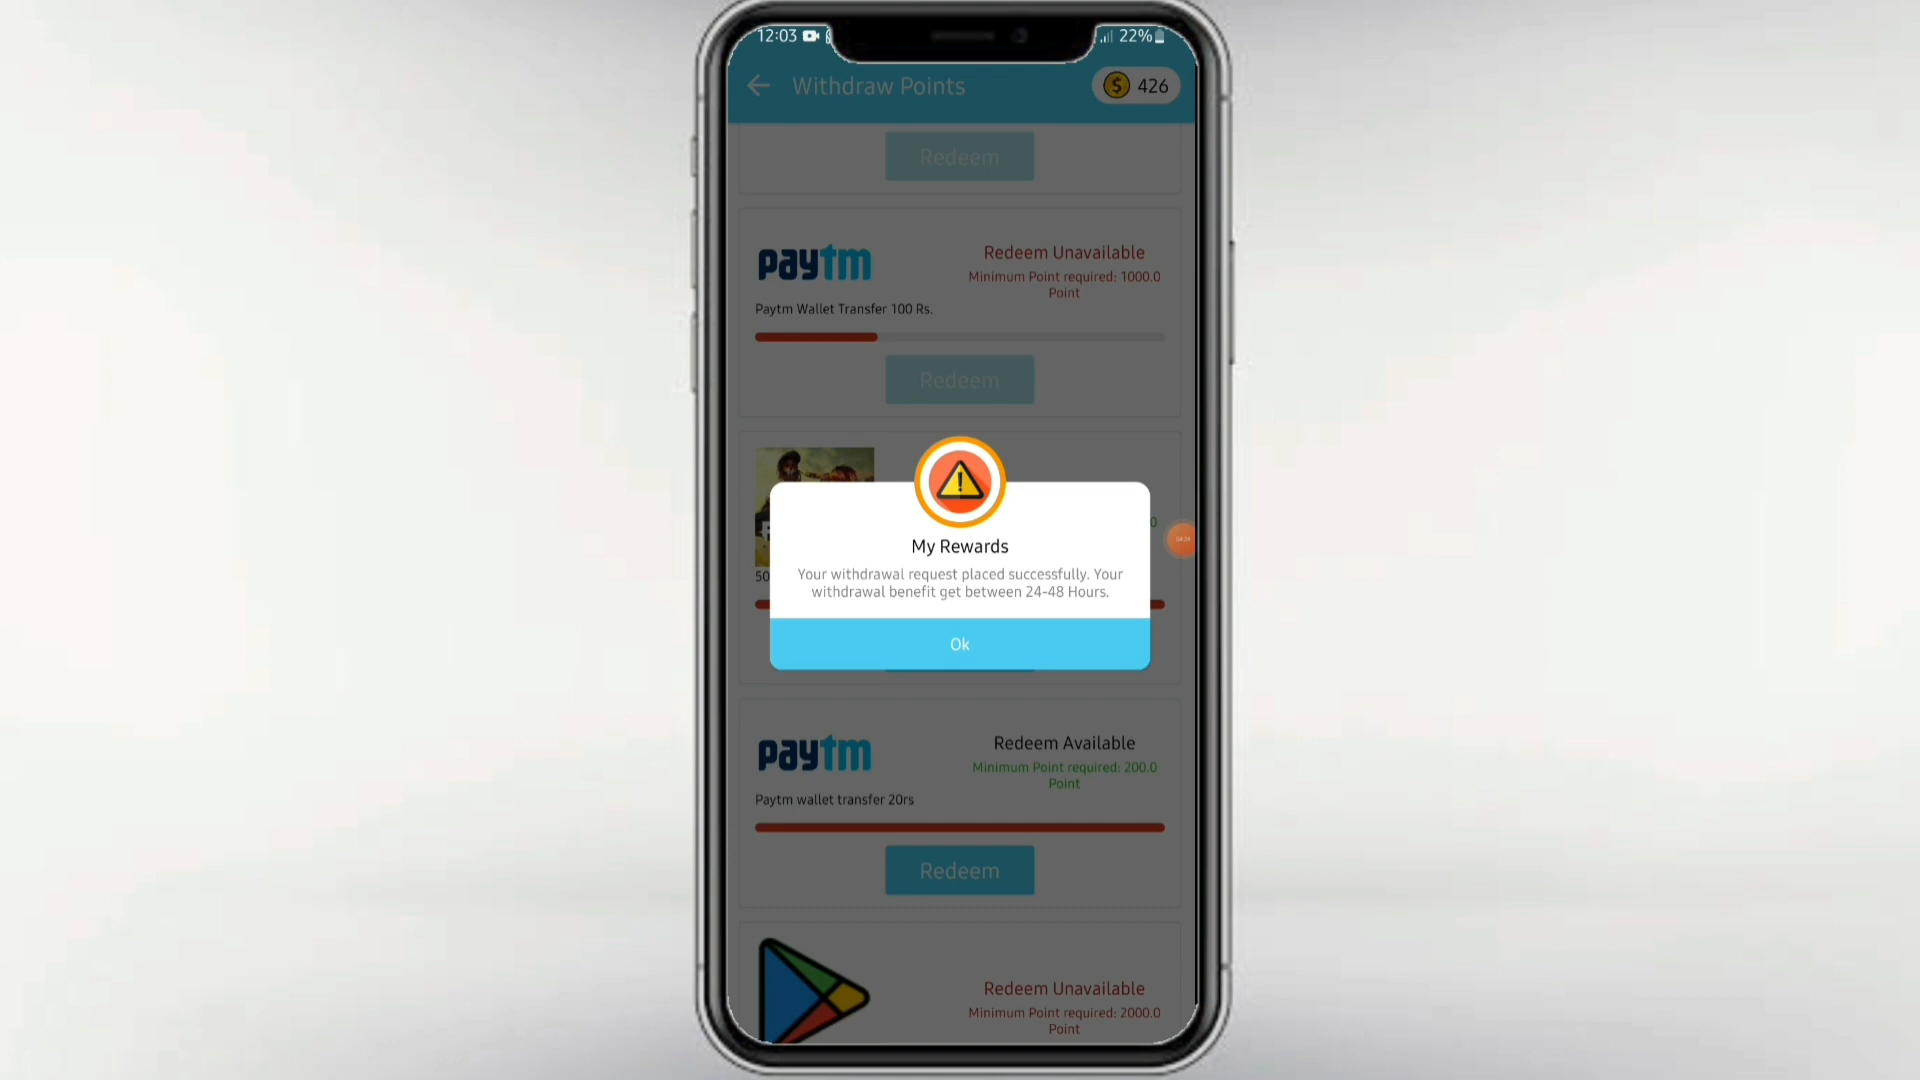 12:03
22%
Withdraw Points
426
Redeem
paytm
Redeem Unavailable
Minimum Point required: 1000.0
Point
Paytm Wallet Transfer 100 Rs.
Redeem
0
50
My Rewards
Your withdrawal request placed successfully. Your
withdrawal benefit get between 24-48 Hours.
Ok
paytm
Redeem Available
Minimum Point required: 200.0
Point
Paytm wallet transfer 20rs
Redeem
Redeem Unavailable
Minimum Point required: 2000.0
Point